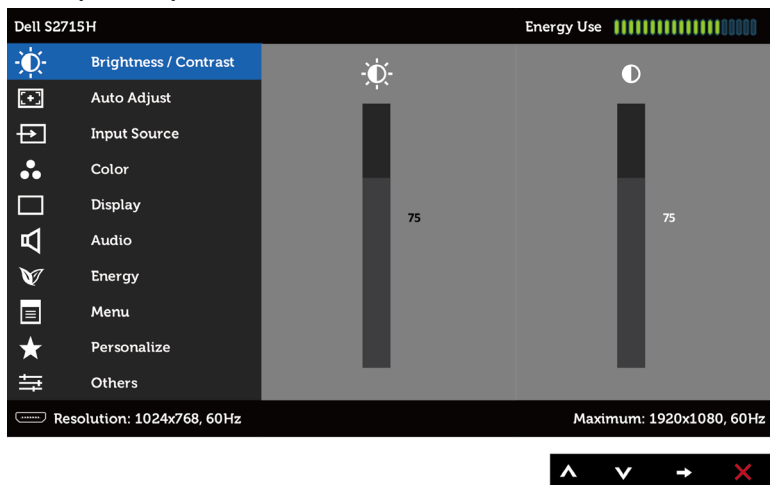 Dell S2715H
Energy Use
Brightness / Contrast
Auto Adjust
Input Source
Color
Display
Audio
Energy
Menu
Personalize
Others
75
75
Resolution: 1024x768, 60Hz
Maximum: 1920x1080, 60Hz